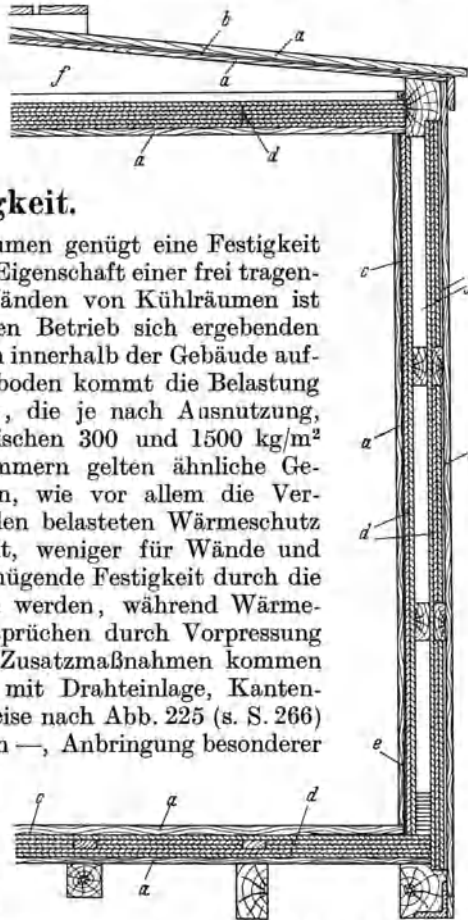 b
a
a
f
a
d
gkeit.
umen genügt eine Festigkeit
Eigenschaft einer frei tragen-
änden von Kühlräumen ist
en Betrieb sich ergebenden
innerhalb der Gebäude auf-
boden kommt die Belastung
, die je nach Ausnutzung,
ischen 300 und 1500 kg/m²
mmern gelten ähnliche Ge-
n, wie vor allem die Ver-
den belasteten Wärmeschutz
t, weniger für Wände und
nügende Festigkeit durch die
werden, während Wärme-
sprüchen durch Vorpressung
Zusatzmaßnahmen kommen
mit Drahteinlage, Kanten-
eise nach Abb. 225 (s. S. 266)
n —, Anbringung besonderer
c
a
d
e
c
a
d
a